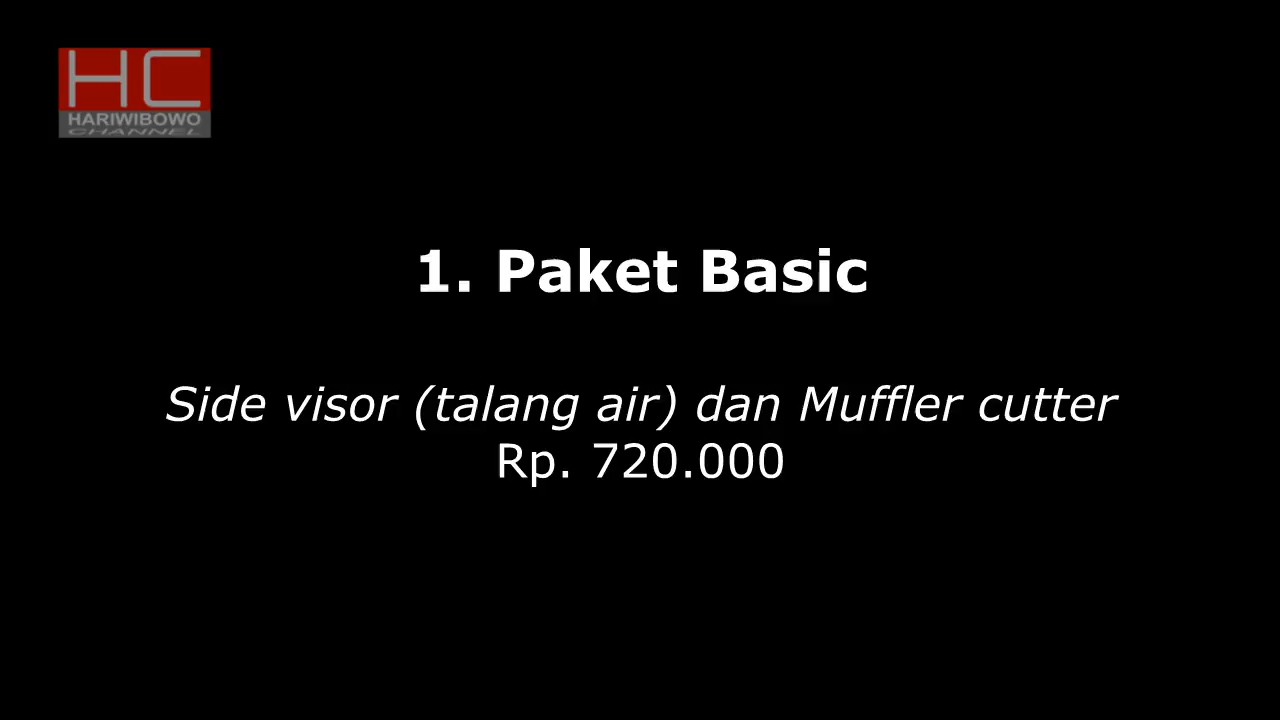 HC
HARIWIBOWO
CHANNEL
1. Paket Basic
Side visor (talang air) dan Muffler cutter
Rp. 720.000